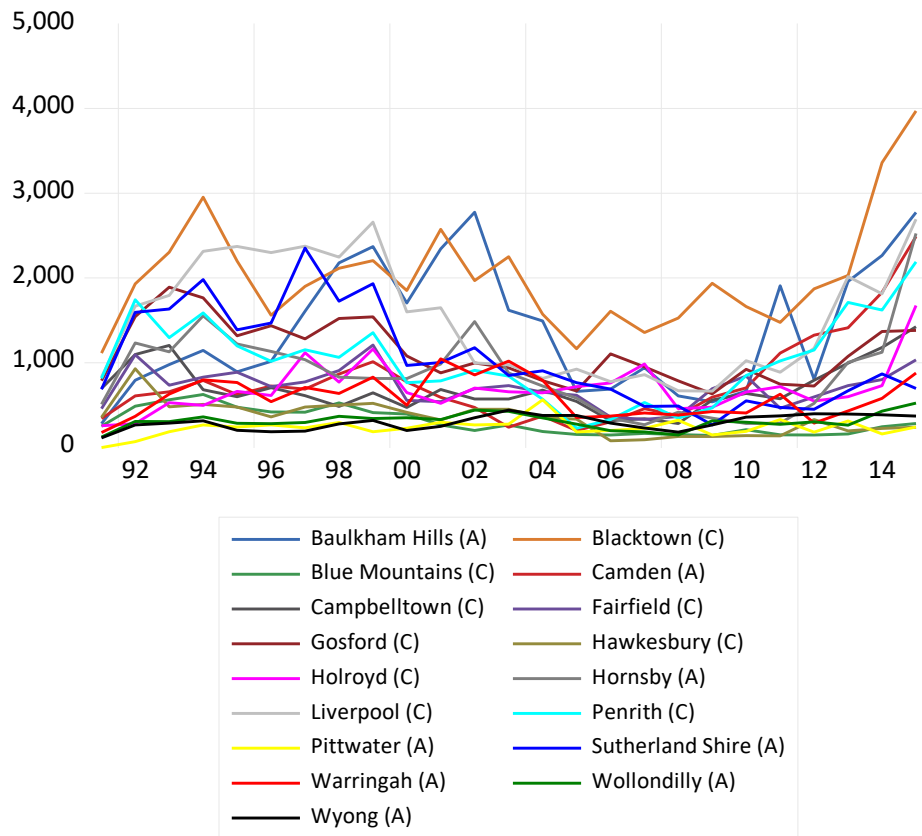 5,000
4,000
3,000
2,000
1,000
0
92 94 96 98 00 02 04 06 08 10 12 14
Baulkham Hills (A) Blacktown (C)
Blue Mountains (C) Camden (A)
Campbelltown (C) Fairfield (C)
Gosford (C) Hawkesbury (C)
Holroyd (C) Hornsby (A)
Liverpool (C) Penrith (C)
Pittwater (A) Sutherland Shire (A)
Warringah (A) Wollondilly (A)
Wyong (A)